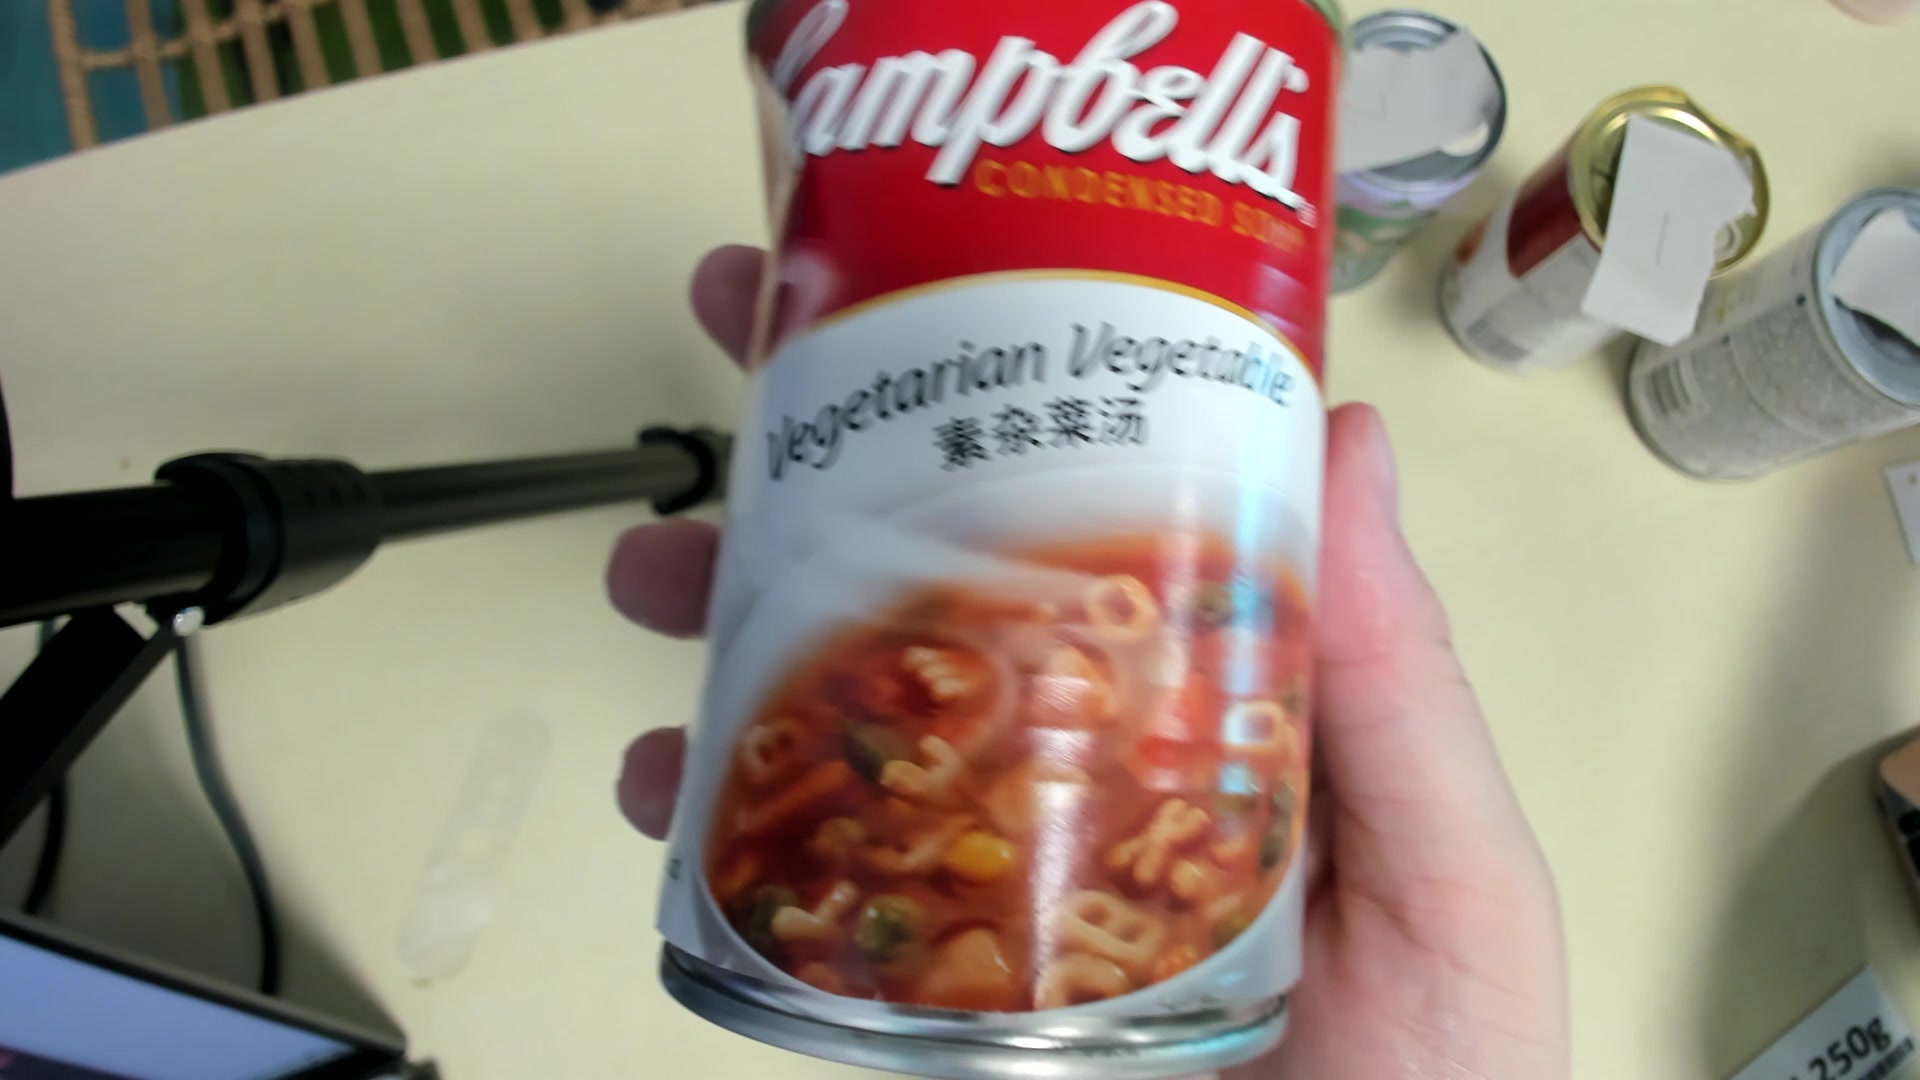 Campbell's
CONDENSED SOUP
Vegetarian Vegetable
素杂菜汤
250g